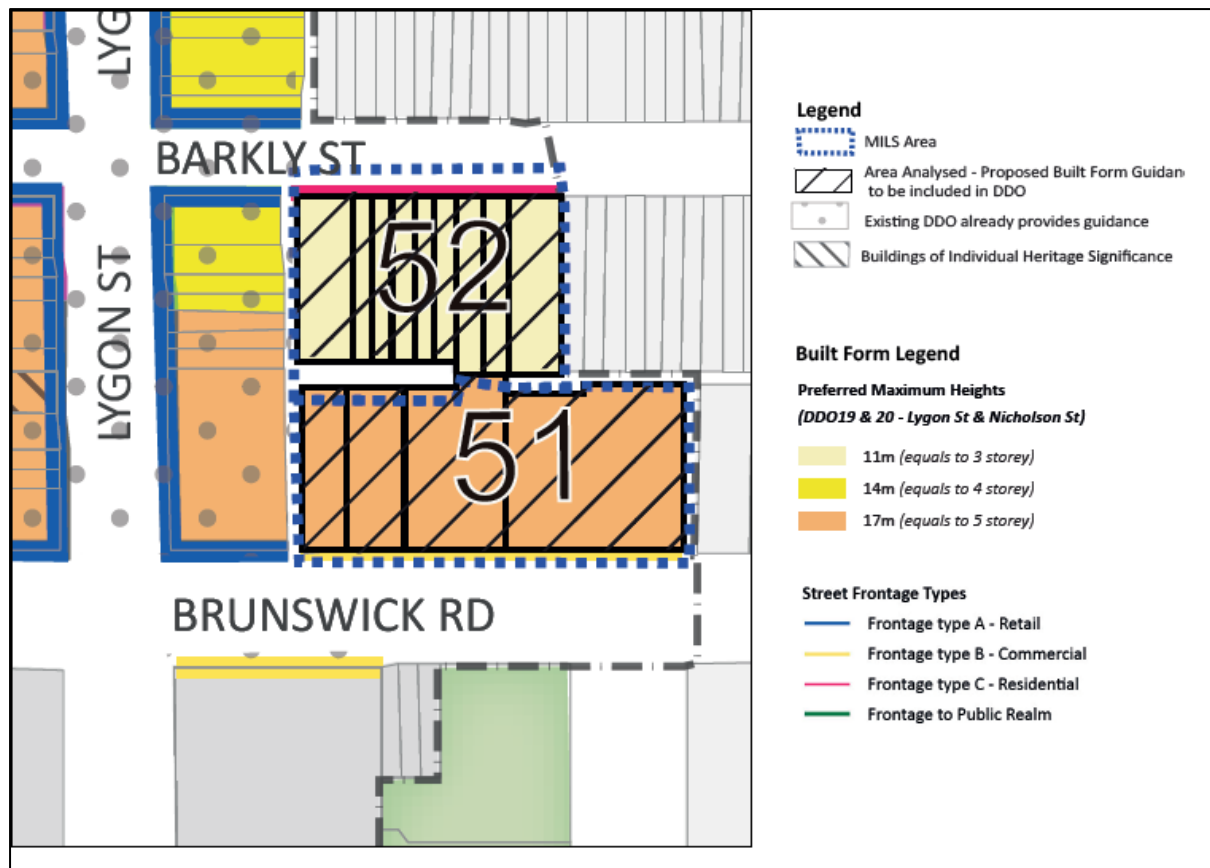 LYG
BARKLY ST
52
LYGON ST
51
BRUNSWICK RD
Legend
MILS Area
Area Analysed - Proposed Built Form Guidan
to be included in DDO
Existing DDO already provides guidance
Buildings of Individual Heritage Significance
Built Form Legend
Preferred Maximum Heights
(DDO19 & 20 - Lygon St & Nicholson St)
11m (equals to 3 storey)
14m (equals to 4 storey)
17m (equals to 5 storey)
Street Frontage Types
Frontage type A - Retail
Frontage type B - Commercial
Frontage type C - Residential
Frontage to Public Realm